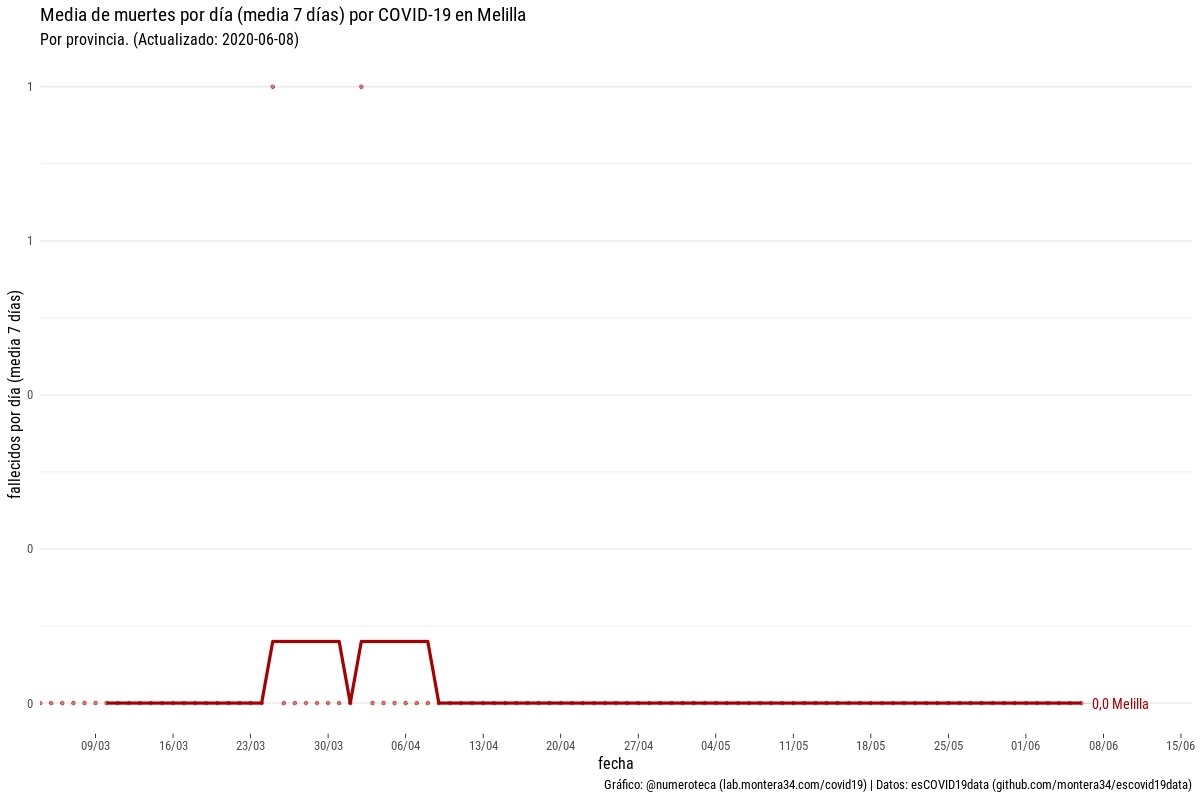 Media de muertes por día (media 7 días) por COVID-19 en Melilla
Por provincia. (Actualizado: 2020-06-08)
fallecidos por día (media 7 días)
1
1
0
0
0
0,0 Melilla
09/03 16/03 23/03 30/03 06/04 13/04 20/04 27/04 04/05 11/05 18/05 25/05 01/06 08/06 15/06
fecha
Gráfico: @numeroteca (lab.montera34.com/covid19) | Datos: esCOVID19data (github.com/montera34/escovid19data)